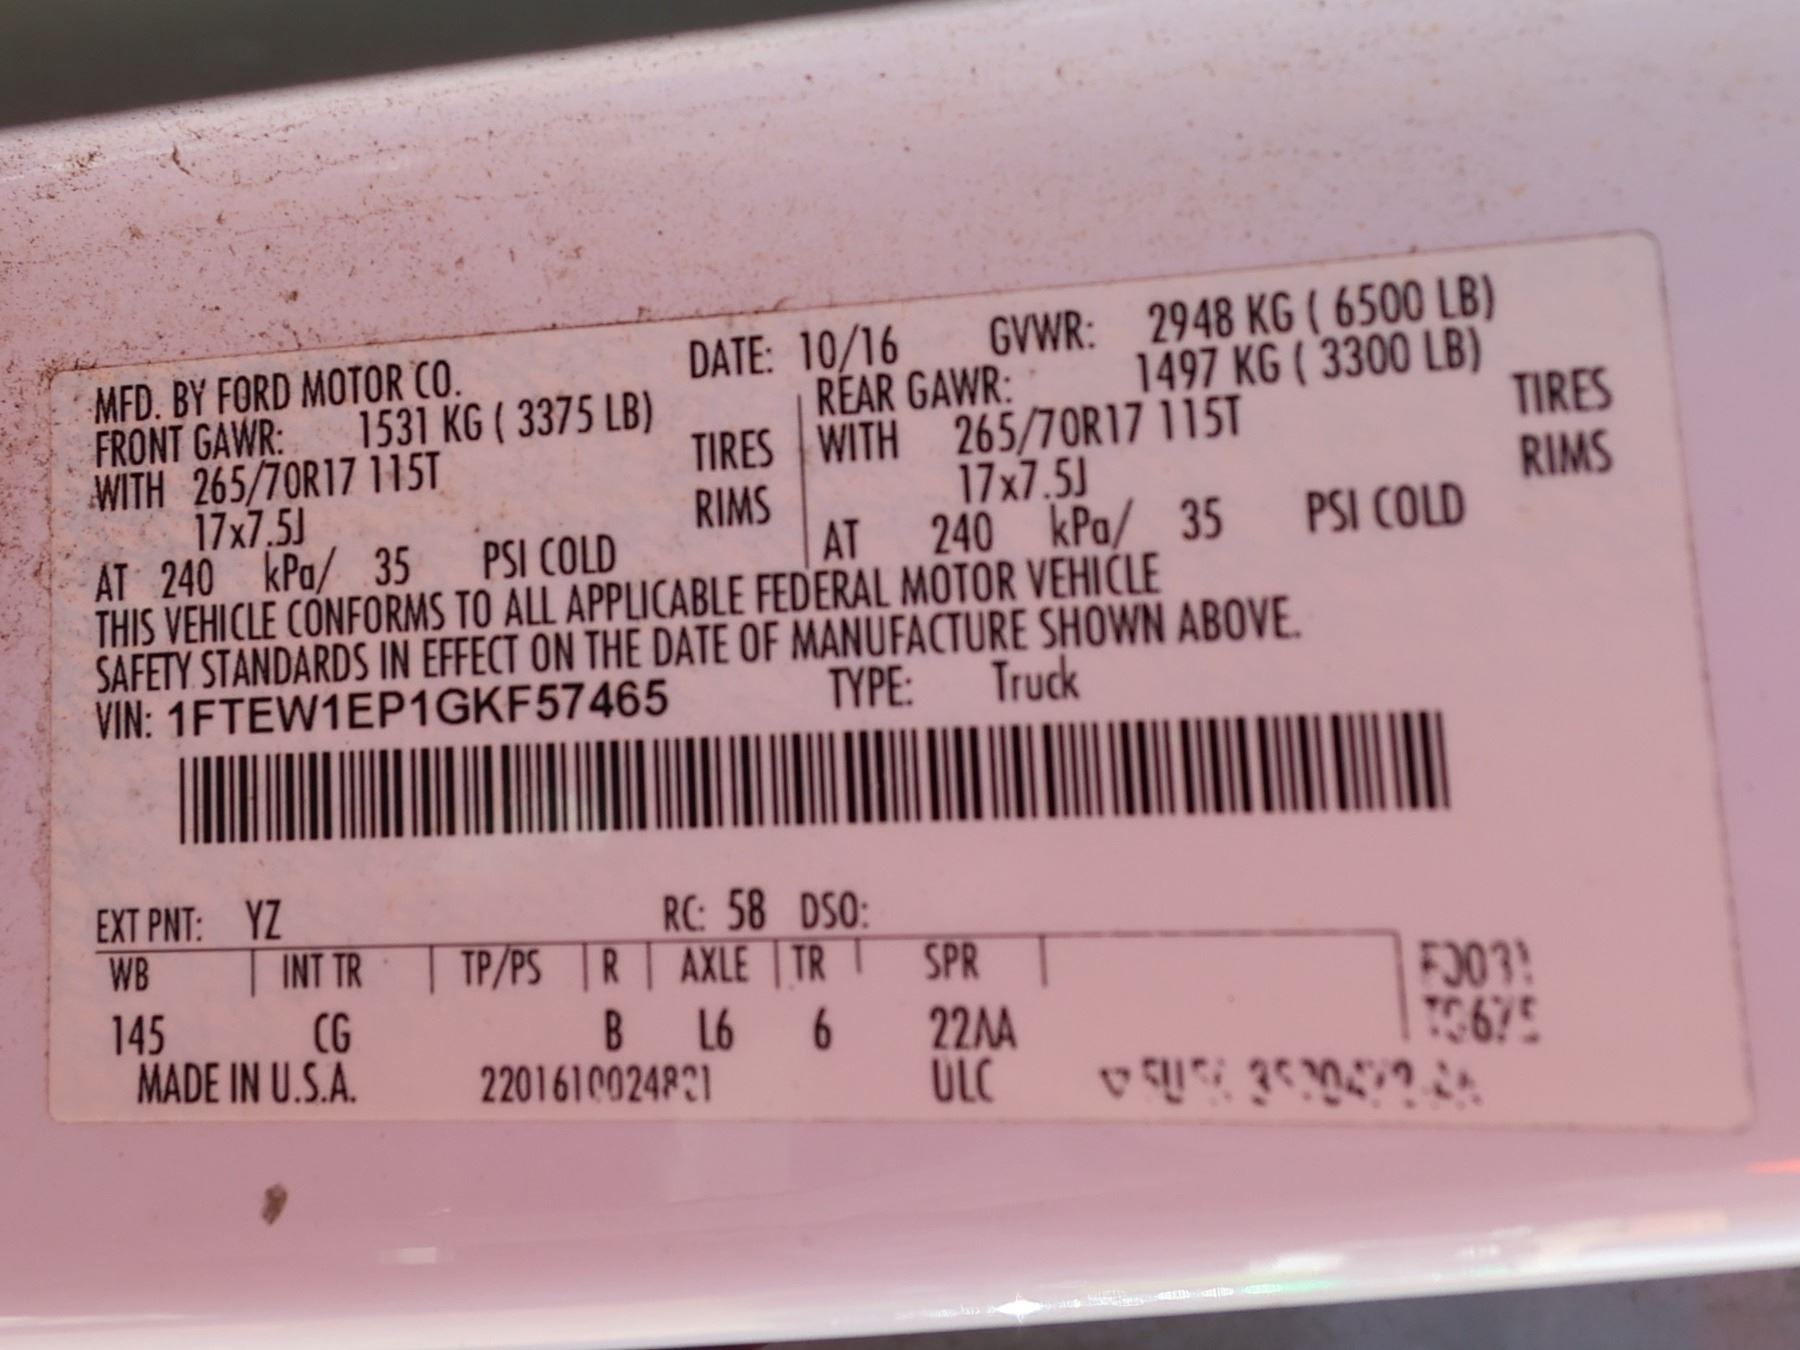 MFD. BY FORD MOTOR CO. DATE: 10/16 GVWR: 2948 KG ( 6500 LB)
FRONT GAWR: 1531 KG ( 3375 LB) REAR GAWR: 1497 KG ( 3300 LB)
WITH 265/70R17 115T TIRES WITH 265/70R17 115T TIRES
17x7.5J RIMS 17x7.5J RIMS
AT 240 kPa/ 35 PSI COLD AT 240 kPa/ 35 PSI COLD
THIS VEHICLE CONFORMS TO ALL APPLICABLE FEDERAL MOTOR VEHICLE
SAFETY STANDARDS IN EFFECT ON THE DATE OF MANUFACTURE SHOWN ABOVE.
VIN: 1FTEW1EP1GKF57465 TYPE: Truck
EXT PNT: YZ RC: 58 DSO:
WB INT TR TP/PS R AXLE TR SPR
145 CG B L6 6 22AA
MADE IN U.S.A. ULC